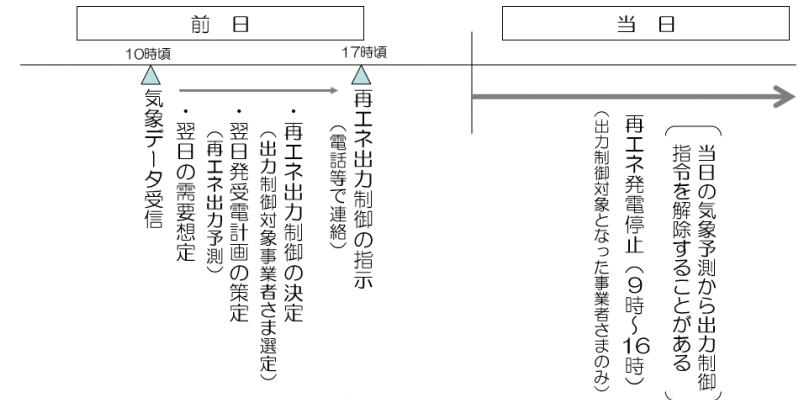 前　日
当　日
10時頃
17時頃
気象データ受信
・翌日の需要想定
（再エネ出力予測）
・翌日発受電計画の策定
（出力制御対象事業者さま選定）
・再エネ出力制御の決定
（電話等で連絡）
再エネ出力制御の指示
（出力制御対象となった事業者さまのみ）
再エネ発電停止（9時～16時）
当日の気象予測から出力制御
指令を解除することがある